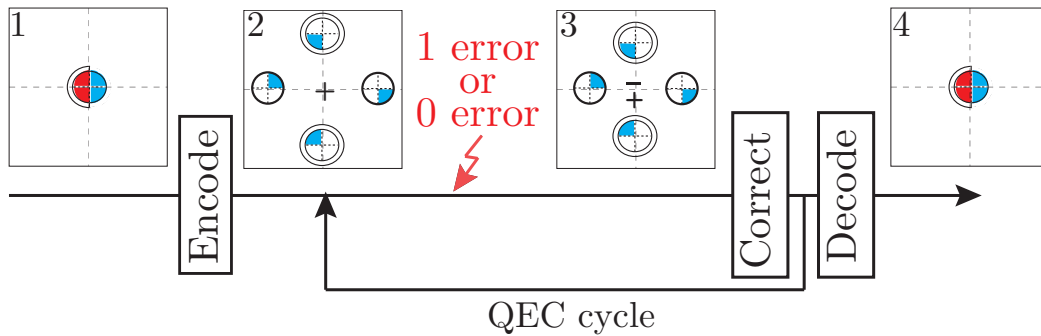 1
2
+
1 error
or
0 error
3
-
+
4
Encode
Correct
Decode
QEC cycle